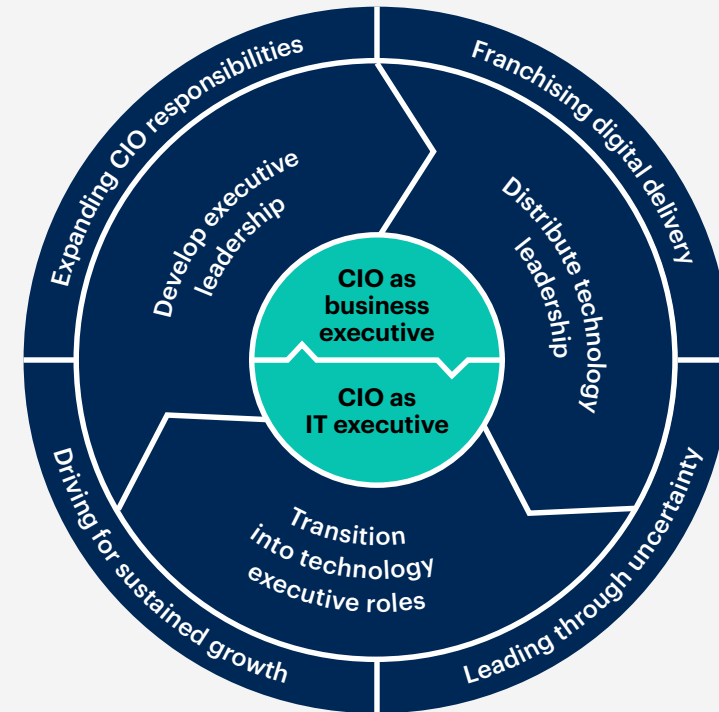 Expanding CIO responsibilities
Franchising digital delivery
Develop executive
leadership
Distribute technology
leadership
CIO as
business
executive
CIO as
IT executive
Transition
into technology
executive roles
Driving for sustained growth
Leading through uncertainty